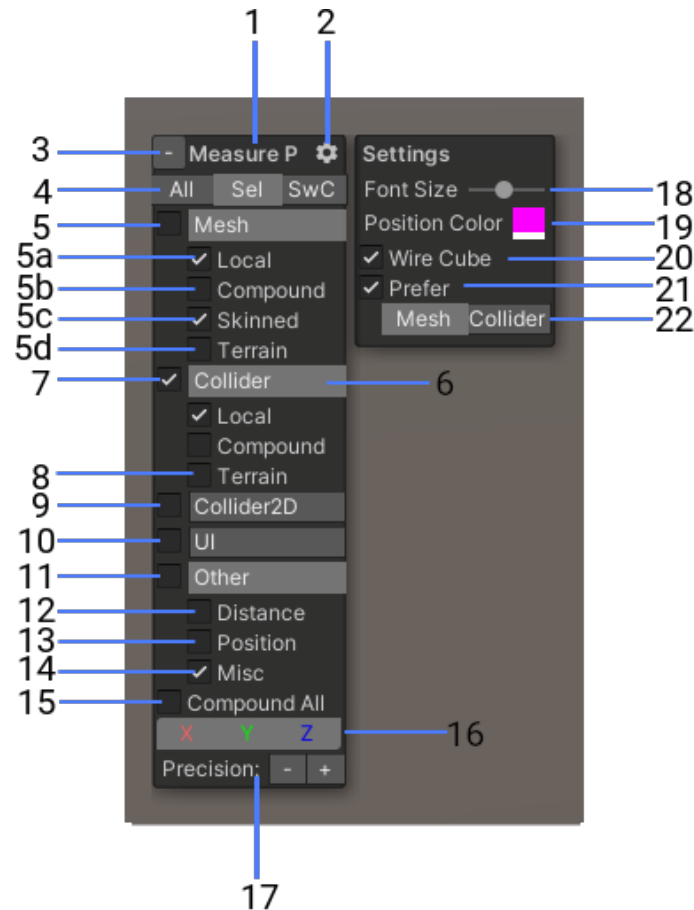 1 2
3 - Measure P
4 All Sel SwC
5 Mesh
5a Local
5b Compound
5c Skinned
5d Terrain
7 Collider 6
Local
Compound
8 Terrain
9 Collider2D
10 UI
11 Other
12 Distance
13 Position
14 Misc
15 Compound All
X Y Z 16
Precision: - +
17
Settings
Font Size 18
Position Color 19
Wire Cube 20
Prefer 21
Mesh Collider 22